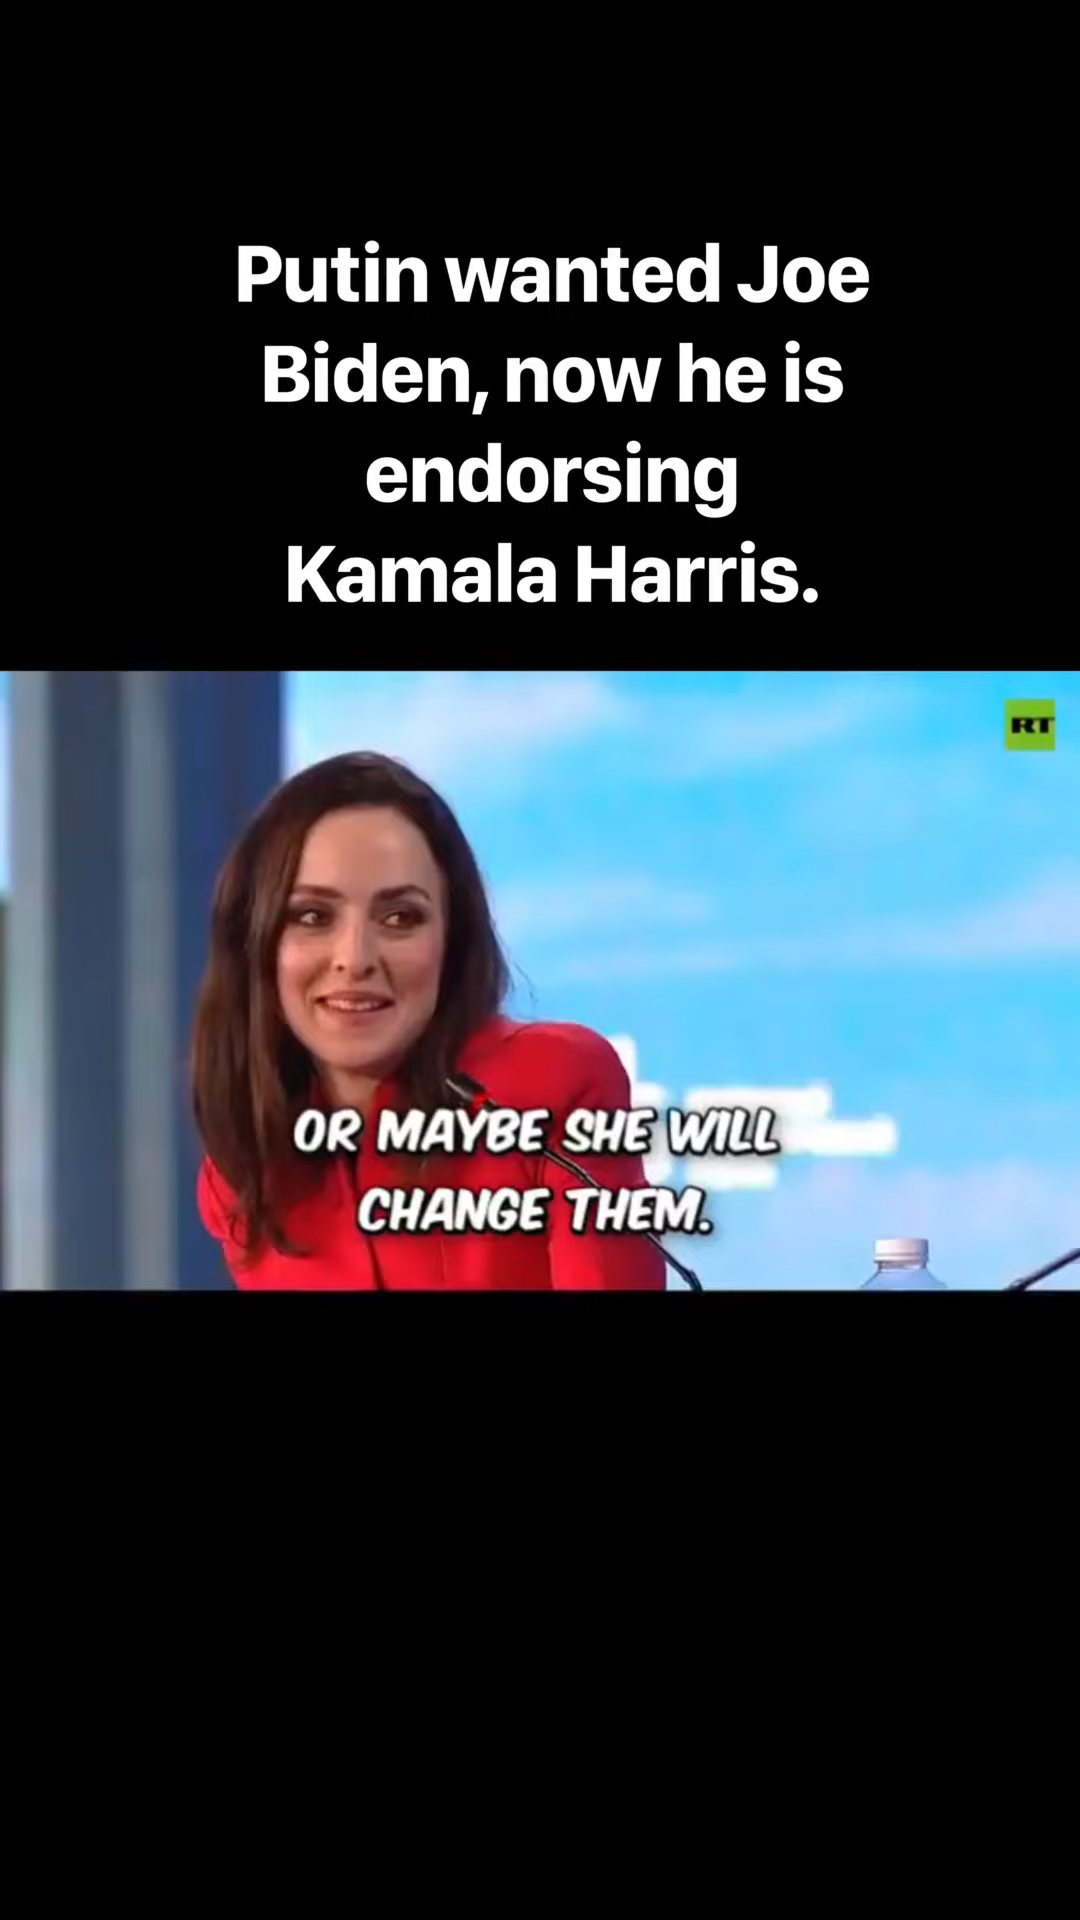 Putin wanted Joe
Biden, now he is
endorsing
Kamala Harris.
RT
OR MAYBE SHE WILL
CHANGE THEM.